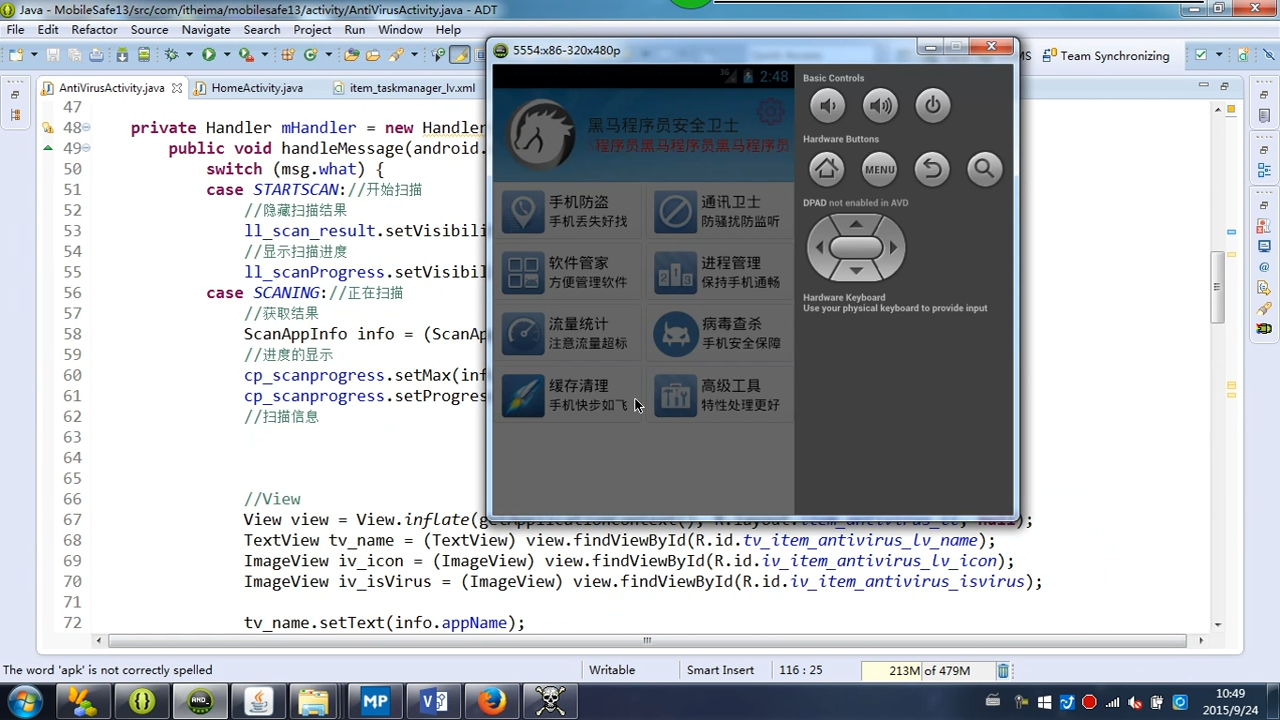 Java - MobileSafe13/src/com/itheima/mobilesafe13/activity/AntiVirusActivity.java - ADT
File Edit Refactoring Source Navigate Search Project Run Window Help
Team Synchronizing
AntiVirusActivity.java HomeActivity.java item_taskmanager_lv.xml
47
48 private Handler mHandler = new Handler
49 public void handleMessage(android.
50 switch (msg.what) {
51 case STARTSCAN://开始扫描
52 //隐藏扫描结果
53 ll_scan_result.setVisibili
54 //显示扫描进度
55 ll_scanProgress.setVisibil
56 case SCANING://正在扫描
57 //获取结果
58 ScanAppInfo info = (ScanAp
59 //进度的显示
60 cp_scanprogress.setMax(inf
61 cp_scanprogress.setProgres
62 //扫描信息
63
64
65
66 //View
67 View view = View.inflate(
68 TextView tv_name = (TextView) view.findViewById(R.id.tv_item_antivirus_lv_name);
69 ImageView iv_icon = (ImageView) view.findViewById(R.id.iv_item_antivirus_lv_icon);
70 ImageView iv_isVirus = (ImageView) view.findViewById(R.id.iv_item_antivirus_isvirus);
71
72 tv_name.setText(info.appName);
5554:x86-320x480p
3G 2:48
黑马程序员安全卫士
程序员黑马程序员黑马程序员
手机防盗
手机丢失好找
通讯卫士
防骚扰防监听
软件管家
方便管理软件
进程管理
保持手机通畅
流量统计
注意流量超标
病毒查杀
手机安全保障
缓存清理
手机快步如飞
高级工具
特性处理更好
Basic Controls
Hardware Buttons
MENU
DPAD not enabled in AVD
Hardware Keyboard
Use your physical keyboard to provide input
The word 'apk' is not correctly spelled Writable Smart Insert 116 : 25 213M of 479M
MP
10:49
2015/9/24